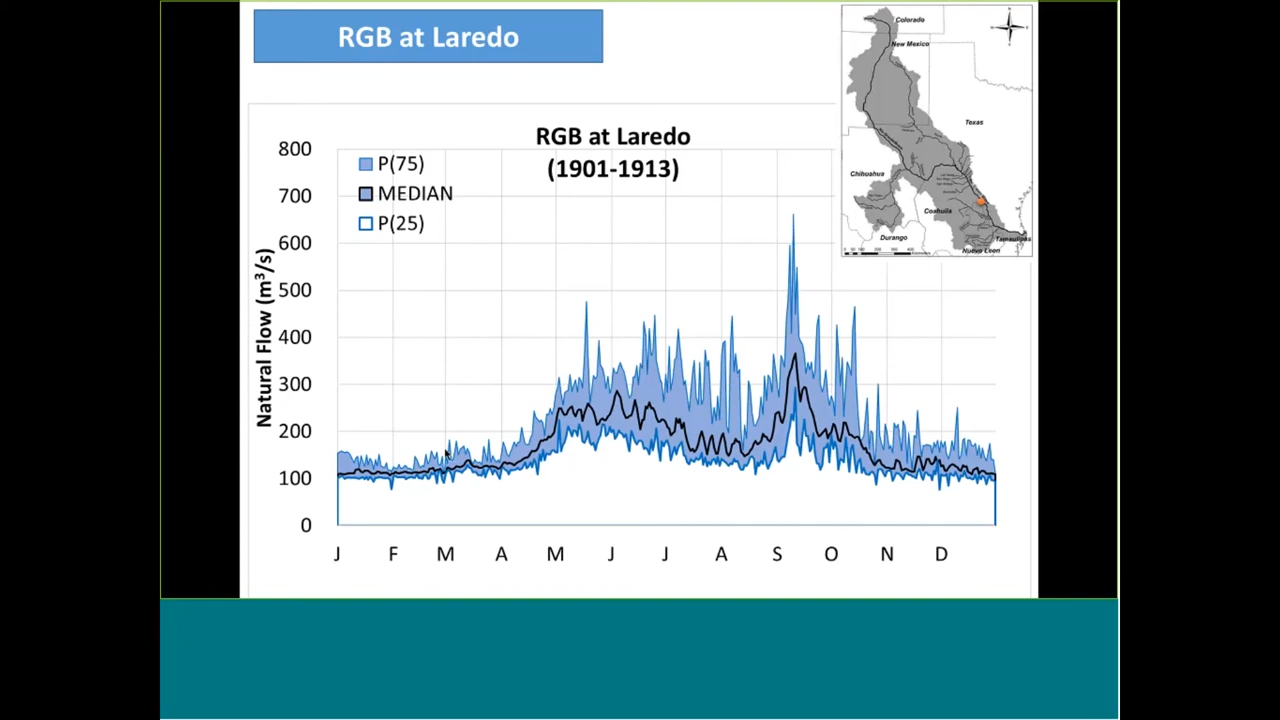 RGB at Laredo
RGB at Laredo
(1901-1913)
P(75)
MEDIAN
P(25)
Natural Flow (m³/s)
800
700
600
500
400
300
200
100
0
J F M A M J J A S O N D
Colorado
New Mexico
Texas
Chihuahua
Coahuila
Durango
Tamaulipas
Nuevo Leon